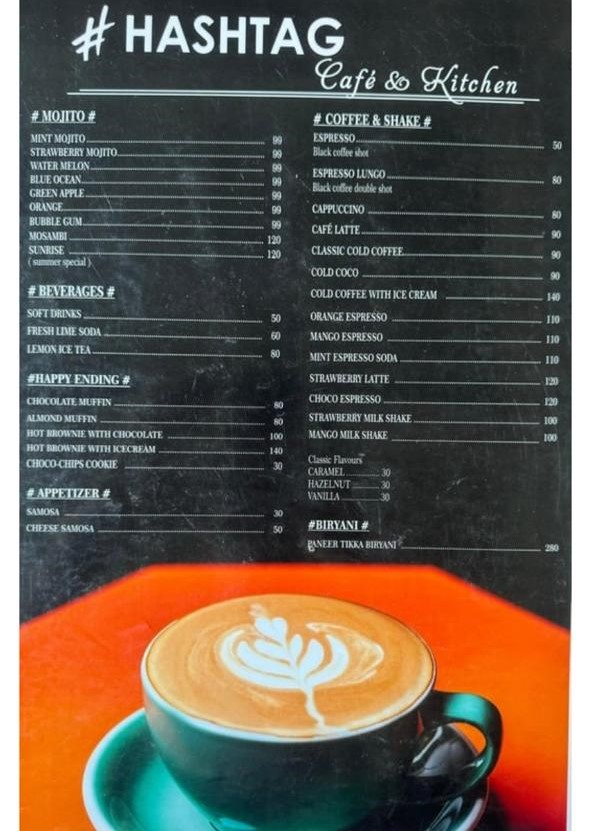 # HASHTAG
Café & Kitchen
# MOJITO #
MINT MOJITO 99
STRAWBERRY MOJITO 99
WATER MELON 99
BLUE OCEAN 99
GREEN APPLE 99
ORANGE 99
BUBBLE GUM 99
MOSAMBI 120
SUNRISE 120
( summer special )
# BEVERAGES #
SOFT DRINKS 50
FRESH LIME SODA 60
LEMON ICE TEA 80
#HAPPY ENDING #
CHOCOLATE MUFFIN 80
ALMOND MUFFIN 80
HOT BROWNIE WITH CHOCOLATE 100
HOT BROWNIE WITH ICECREAM 140
CHOCO-CHIPS COOKIE 30
# APPETIZER #
SAMOSA 30
CHEESE SAMOSA 50
# COFFEE & SHAKE #
ESPRESSO 50
Black coffee shot
ESPRESSO LUNGO 80
Black coffee double shot
CAPPUCCINO 80
CAFÉ LATTE 90
CLASSIC COLD COFFEE 90
COLD COCO 90
COLD COFFEE WITH ICE CREAM 140
ORANGE ESPRESSO 110
MANGO ESPRESSO 110
MINT ESPRESSO SODA 110
STRAWBERRY LATTE 120
CHOCO ESPRESSO 120
STRAWBERRY MILK SHAKE 100
MANGO MILK SHAKE 100
Classic Flavours
CARAMEL 30
HAZELNUT 30
VANILLA 30
#BIRYANI #
PANEER TIKKA BIRYANI 280